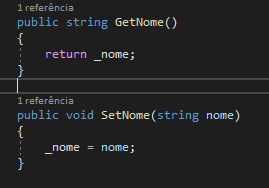 1 referência
public string GetNome()
{
return _nome;
}
1 referência
public void SetNome(string nome)
{
_nome = nome;
}